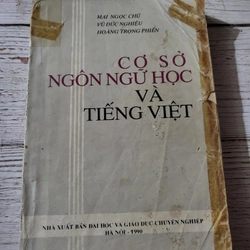 MAI NGỌC CHỪ
VŨ ĐỨC NGHIỆU
HOÀNG TRỌNG PHIẾN
CƠ SỞ
NGÔN NGỮ HỌC
VÀ
TIẾNG VIỆT
NHÀ XUẤT BẢN ĐẠI HỌC VÀ GIÁO DỤC CHUYÊN NGHIỆP
HÀ NỘI - 1990